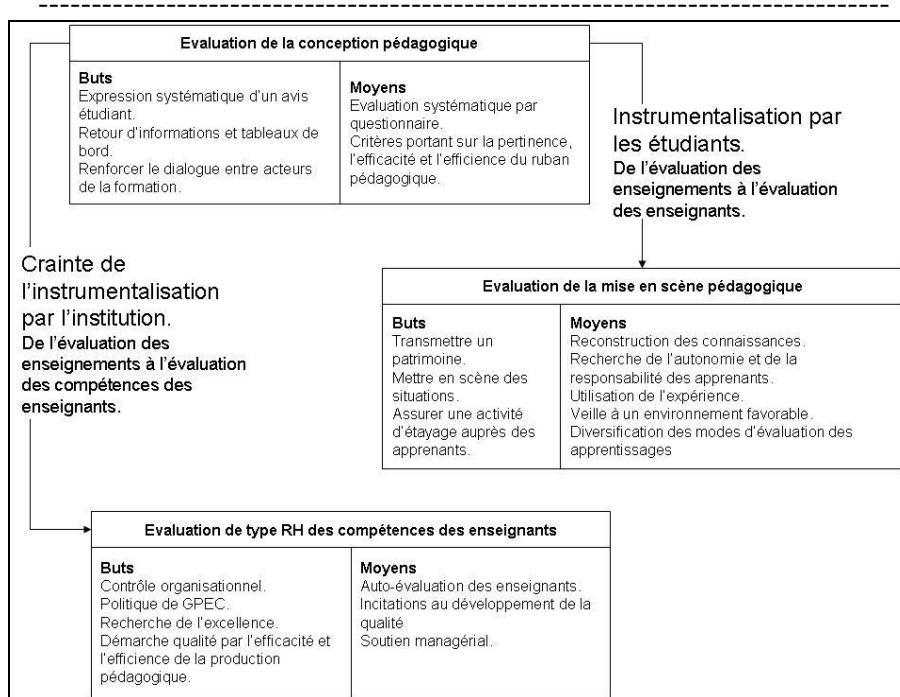 Evaluation de la conception pédagogique
Buts
Expression systématique d'un avis
étudiant.
Retour d'informations et tableaux de
bord.
Renforcer le dialogue entre acteurs
de la formation.
Moyens
Evaluation systématique par
questionnaire.
Critères portant sur la pertinence,
l'efficacité et l'efficience du ruban
pédagogique.
Instrumentalisation par
les étudiants.
De l'évaluation des
enseignements à l'évaluation
des enseignants.
Crainte de
l'instrumentalisation
par l'institution.
De l'évaluation des
enseignements à l'évaluation
des compétences des
enseignants.
Evaluation de la mise en scène pédagogique
Buts
Transmettre un
patrimoine.
Mettre en scène des
situations.
Assurer une activité
d'étayage auprès des
apprenants.
Moyens
Reconstruction des connaissances.
Recherche de l'autonomie et de la
responsabilité des apprenants.
Utilisation de l'expérience.
Veille à un environnement favorable.
Diversification des modes d'évaluation des
apprentissages
Evaluation de type RH des compétences des enseignants
Buts
Contrôle organisationnel.
Politique de GPEC.
Recherche de l'excellence.
Démarche qualité par l'efficacité et
l'efficience de la production
pédagogique.
Moyens
Auto-évaluation des enseignants.
Incitations au développement de la
qualité
Soutien managérial.